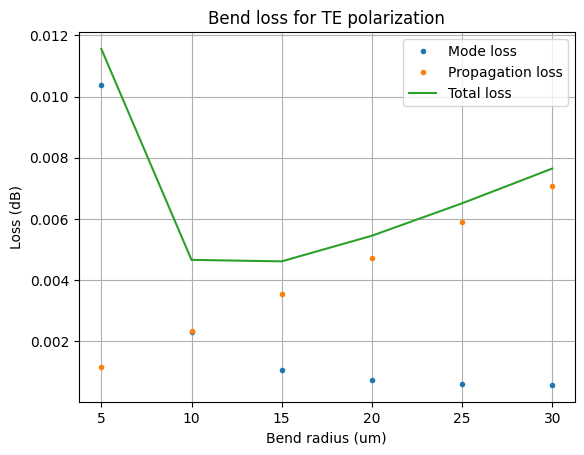 Bend loss for TE polarization
0.012
0.010
0.008
0.006
0.004
0.002
Loss (dB)
Mode loss
Propagation loss
Total loss
5
10
15
20
25
30
Bend radius (um)